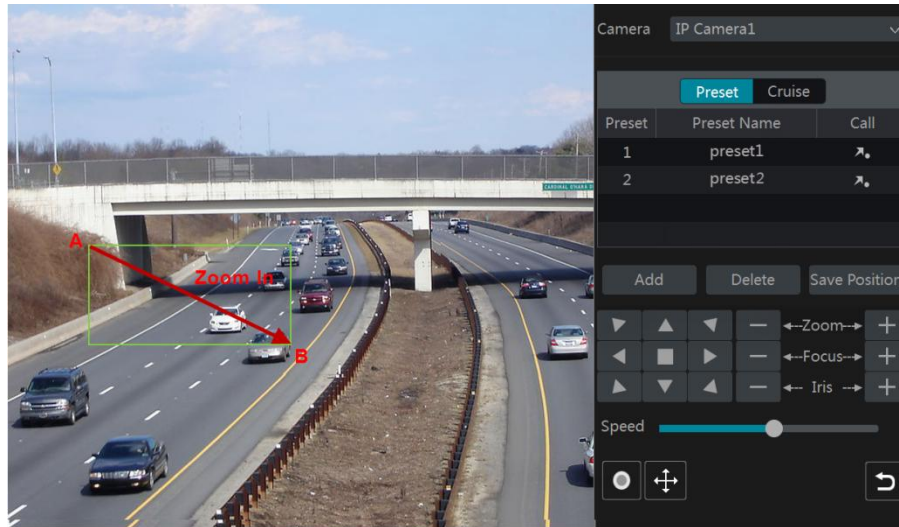 Camera IP Camera1
Preset Cruise
Preset Preset Name Call
1 preset1
2 preset2
CARDINAL O'HARA
A
Zoom In
B
Add Delete Save Position
Zoom
Focus
Iris
Speed